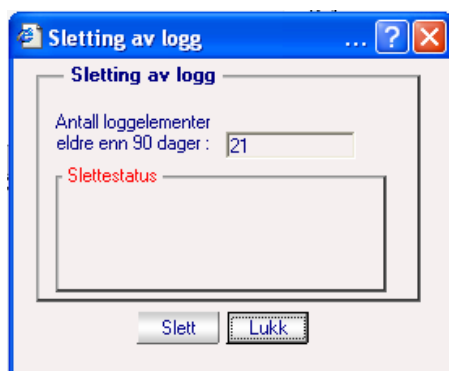 Sletting av logg ... ?
Sletting av logg
Antall loggelementer
eldre enn 90 dager : 21
Slettestatus
Slett Lukk